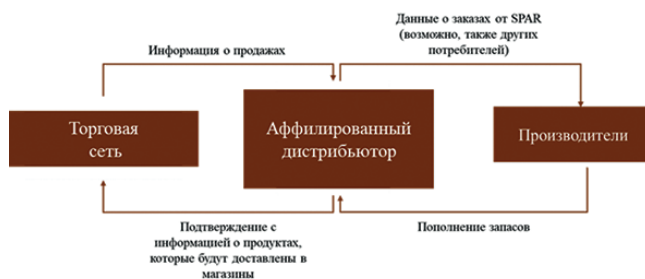 Данные о заказах от SPAR
(возможно, также других
потребителей)
Информация о продажах
Торговая
сеть
Аффилированный
дистрибьютор
Производители
Подтверждение с
информацией о продуктах,
которые будут доставлены в
магазины
Пополнение запасов